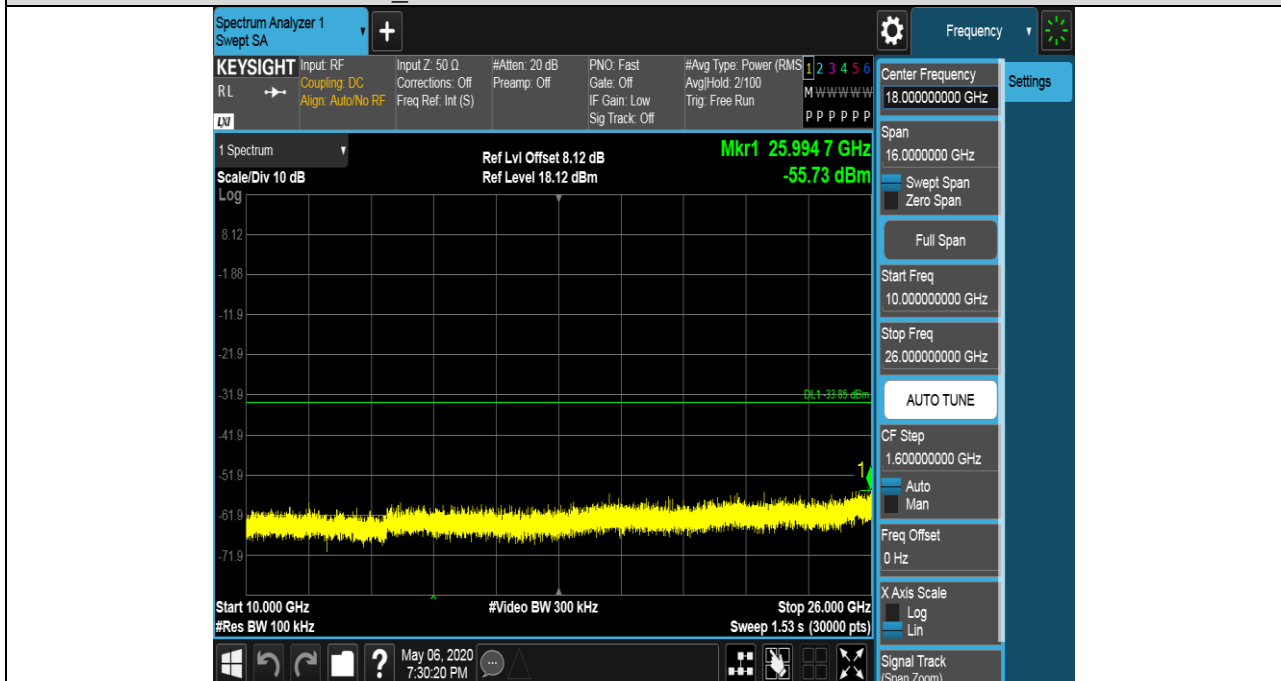 Spectrum Analyzer 1
Swept SA
+
Frequency
KEYSIGHT
RL
LXI
Input: RF
Coupling: DC
Align: Auto/No RF
Input Z: 50 Ω
Corrections: Off
Freq Ref: Int (S)
#Atten: 20 dB
Preamp: Off
PNO: Fast
Gate: Off
IF Gain: Low
Sig Track: Off
#Avg Type: Power (RMS
Avg|Hold: 2/100
Trig: Free Run
1 2 3 4 5 6
M W W W W W
P P P P P P
Center Frequency
18.000000000 GHz
Settings
Span
16.0000000 GHz
Swept Span
Zero Span
Full Span
Start Freq
10.000000000 GHz
Stop Freq
26.000000000 GHz
AUTO TUNE
CF Step
1.600000000 GHz
Auto
Man
Freq Offset
0 Hz
X Axis Scale
Log
Lin
Signal Track
(Span Zoom)
1 Spectrum
Scale/Div 10 dB
Ref Lvl Offset 8.12 dB
Ref Level 18.12 dBm
Mkr1 25.994 7 GHz
-55.73 dBm
Log
8.12
-1.88
-11.9
-21.9
-31.9
DL1 -33.85 dBm
-41.9
-51.9
1
-61.9
-71.9
Start 10.000 GHz
#Video BW 300 kHz
Stop 26.000 GHz
#Res BW 100 kHz
Sweep 1.53 s (30000 pts)
?
May 06, 2020
7:30:20 PM